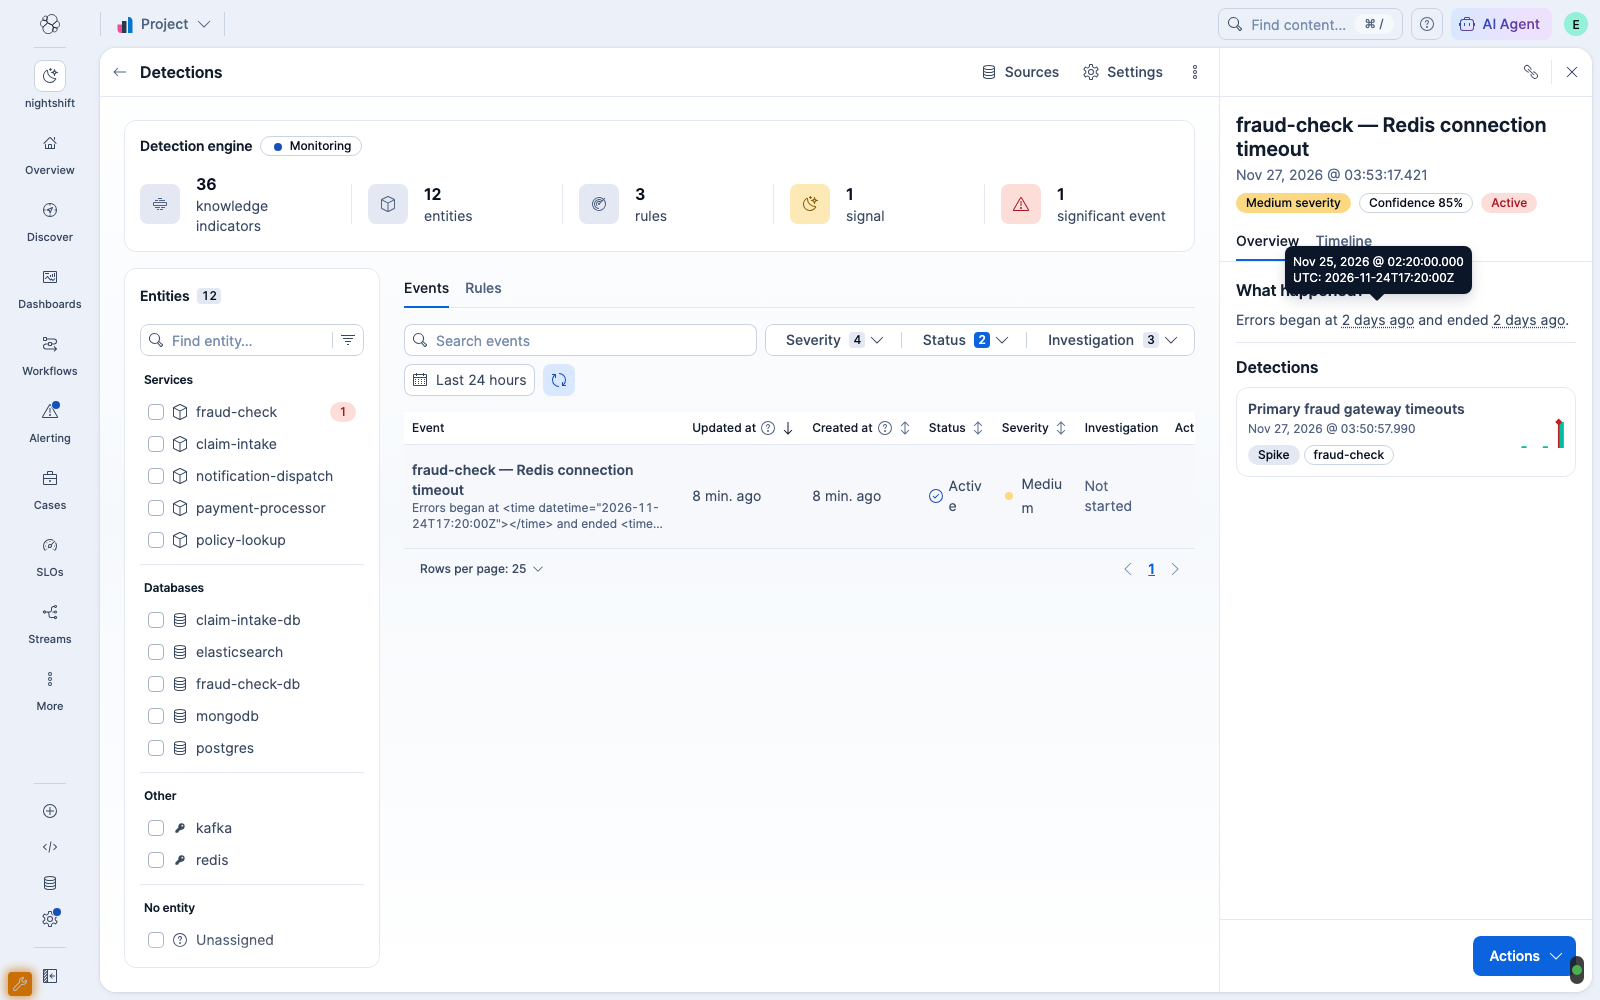 Project
Find content...
⌘ /
AI Agent
E
nightshift
Overview
Discover
Dashboards
Workflows
Alerting
Cases
SLOs
Streams
More
Detections
Sources
Settings
Detection engine
Monitoring
36
knowledge
indicators
12
entities
3
rules
1
signal
1
significant event
Entities 12
Find entity...
Services
fraud-check
1
claim-intake
notification-dispatch
payment-processor
policy-lookup
Databases
claim-intake-db
elasticsearch
fraud-check-db
mongodb
postgres
Other
kafka
redis
No entity
Unassigned
Events
Rules
Search events
Severity 4
Status 2
Investigation 3
Last 24 hours
Event
Updated at
Created at
Status
Severity
Investigation
Act
fraud-check — Redis connection
timeout
Errors began at <time datetime="2026-11-
24T17:20:00Z"></time> and ended <time...
8 min. ago
8 min. ago
Activ
e
Mediu
m
Not
started
Rows per page: 25
1
fraud-check — Redis connection
timeout
Nov 27, 2026 @ 03:53:17.421
Medium severity
Confidence 85%
Active
Overview
Timeline
Nov 25, 2026 @ 02:20:00.000
UTC: 2026-11-24T17:20:00Z
What happened?
Errors began at 2 days ago and ended 2 days ago.
Detections
Primary fraud gateway timeouts
Nov 27, 2026 @ 03:50:57.990
Spike
fraud-check
Actions